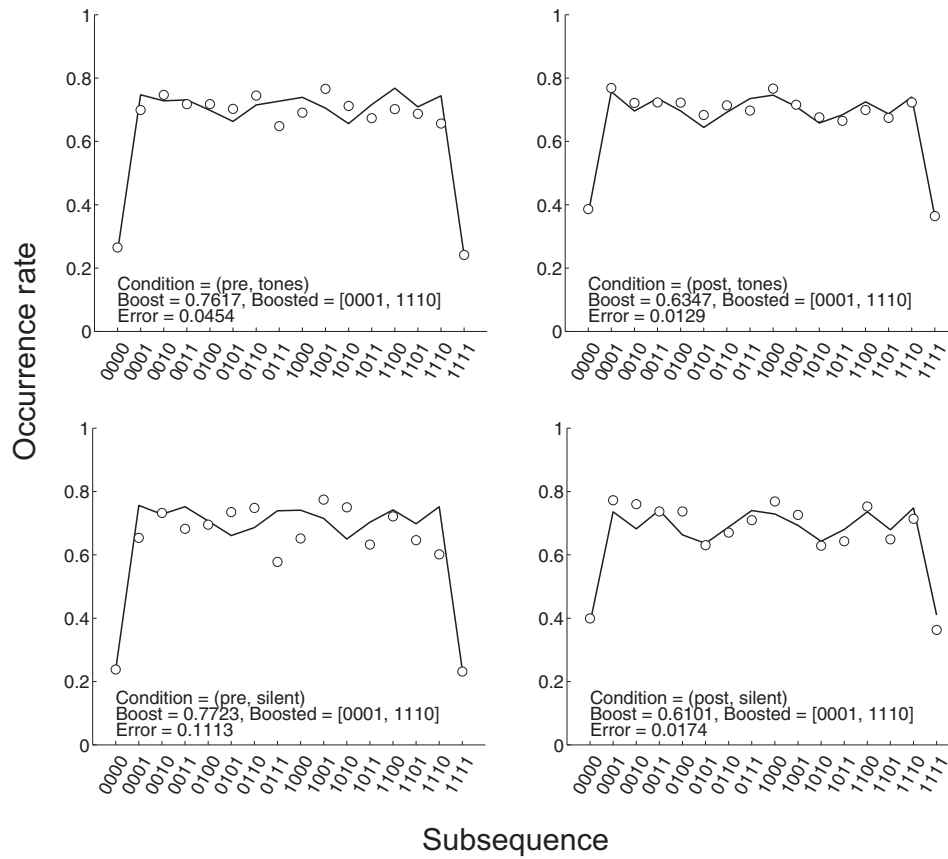 Occurrence rate
1
0.8
0.6
0.4
0.2
0
Condition = (pre, tones)
Boost = 0.7617, Boosted = [0001, 1110]
Error = 0.0454
0000 0001 0010 0011 0100 0101 0110 0111 1000 1001 1010 1011 1100 1101 1110 1111
1
0.8
0.6
0.4
0.2
0
Condition = (post, tones)
Boost = 0.6347, Boosted = [0001, 1110]
Error = 0.0129
0000 0001 0010 0011 0100 0101 0110 0111 1000 1001 1010 1011 1100 1101 1110 1111
1
0.8
0.6
0.4
0.2
0
Condition = (pre, silent)
Boost = 0.7723, Boosted = [0001, 1110]
Error = 0.1113
0000 0001 0010 0011 0100 0101 0110 0111 1000 1001 1010 1011 1100 1101 1110 1111
1
0.8
0.6
0.4
0.2
0
Condition = (post, silent)
Boost = 0.6101, Boosted = [0001, 1110]
Error = 0.0174
0000 0001 0010 0011 0100 0101 0110 0111 1000 1001 1010 1011 1100 1101 1110 1111
Subsequence